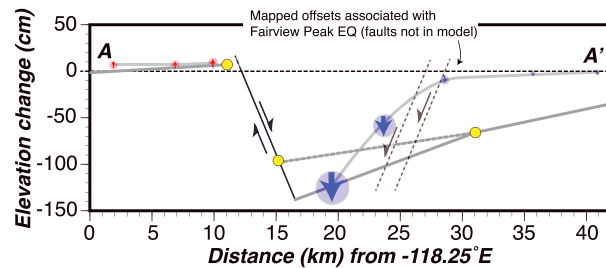 Mapped offsets associated with
Fairview Peak EQ (faults not in model)
A
A'
Elevation change (cm)
50
0
-50
-100
-150
0
5
10
15
20
25
30
35
40
Distance (km) from -118.25˚E